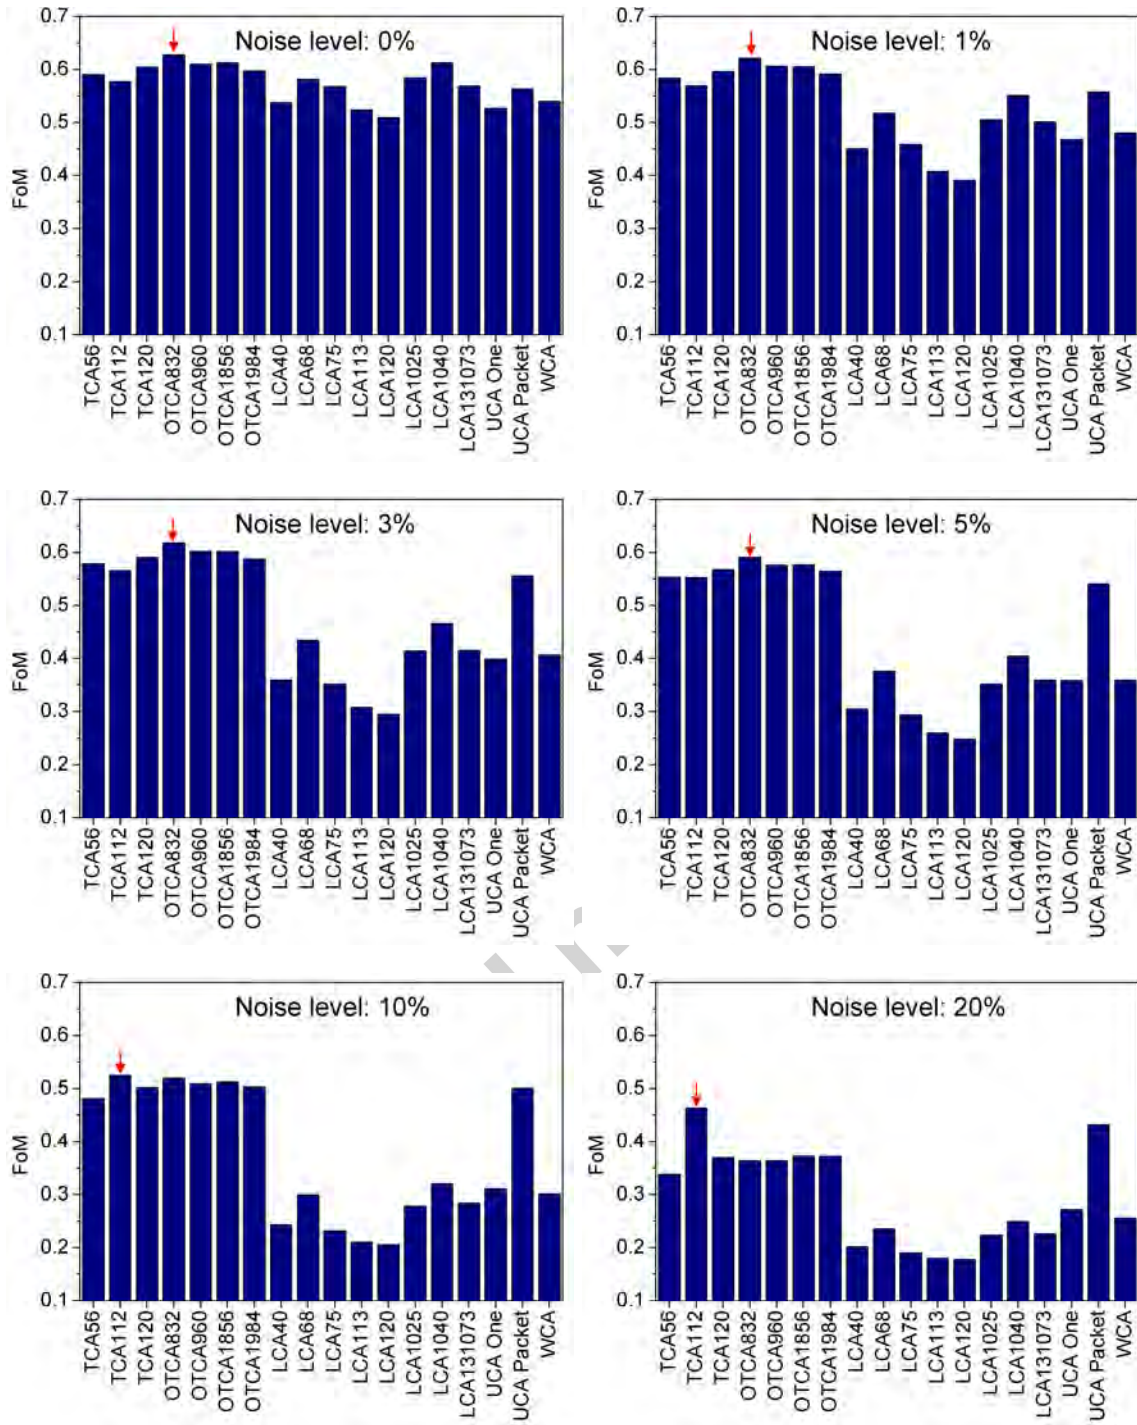 Noise level: 0%
FoM
0.7
0.6
0.5
0.4
0.3
0.2
0.1
TCA56
TCA112
TCA120
OTCA832
OTCA960
OTCA1856
OTCA1984
LCA40
LCA68
LCA75
LCA113
LCA120
LCA1025
LCA1040
LCA131073
UCA One
UCA Packet
WCA
Noise level: 1%
FoM
0.7
0.6
0.5
0.4
0.3
0.2
0.1
TCA56
TCA112
TCA120
OTCA832
OTCA960
OTCA1856
OTCA1984
LCA40
LCA68
LCA75
LCA113
LCA120
LCA1025
LCA1040
LCA131073
UCA One
UCA Packet
WCA
Noise level: 3%
FoM
0.7
0.6
0.5
0.4
0.3
0.2
0.1
TCA56
TCA112
TCA120
OTCA832
OTCA960
OTCA1856
OTCA1984
LCA40
LCA68
LCA75
LCA113
LCA120
LCA1025
LCA1040
LCA131073
UCA One
UCA Packet
WCA
Noise level: 5%
FoM
0.7
0.6
0.5
0.4
0.3
0.2
0.1
TCA56
TCA112
TCA120
OTCA832
OTCA960
OTCA1856
OTCA1984
LCA40
LCA68
LCA75
LCA113
LCA120
LCA1025
LCA1040
LCA131073
UCA One
UCA Packet
WCA
Noise level: 10%
FoM
0.7
0.6
0.5
0.4
0.3
0.2
0.1
TCA56
TCA112
TCA120
OTCA832
OTCA960
OTCA1856
OTCA1984
LCA40
LCA68
LCA75
LCA113
LCA120
LCA1025
LCA1040
LCA131073
UCA One
UCA Packet
WCA
Noise level: 20%
FoM
0.7
0.6
0.5
0.4
0.3
0.2
0.1
TCA56
TCA112
TCA120
OTCA832
OTCA960
OTCA1856
OTCA1984
LCA40
LCA68
LCA75
LCA113
LCA120
LCA1025
LCA1040
LCA131073
UCA One
UCA Packet
WCA